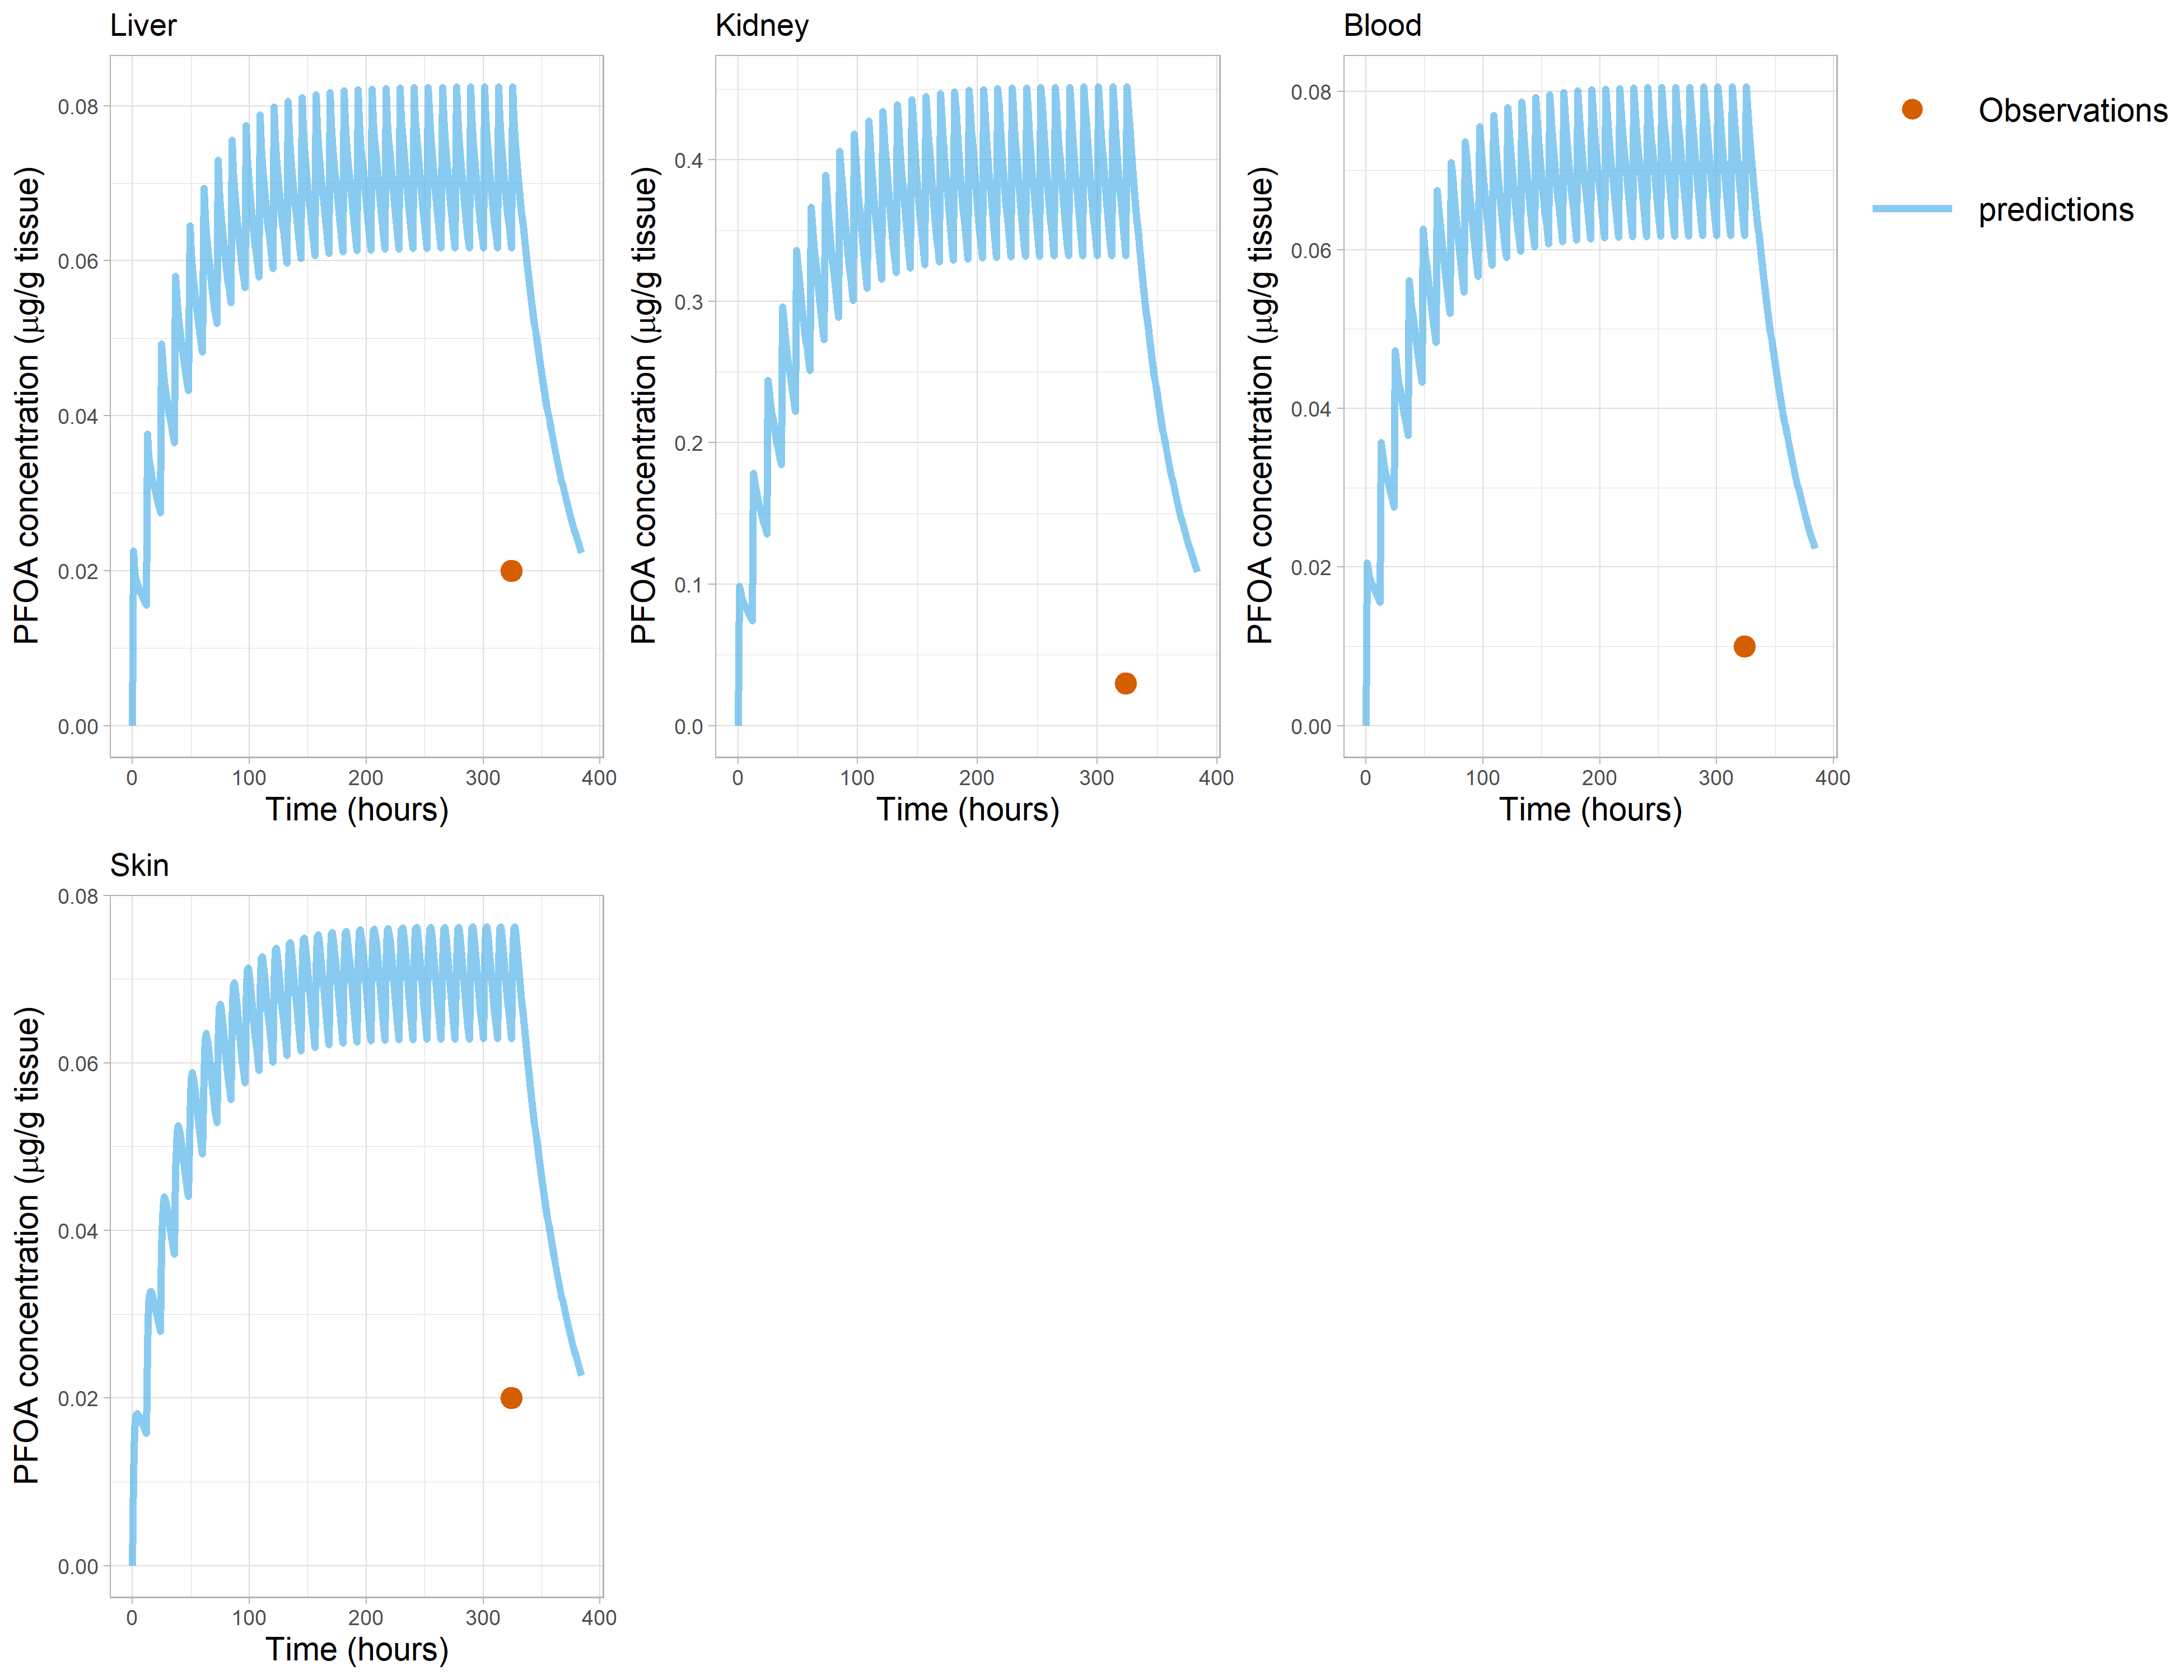 Liver
PFOA concentration (μg/g tissue)
0.08
0.06
0.04
0.02
0.00
0 100 200 300 400
Time (hours)
Kidney
PFOA concentration (μg/g tissue)
0.4
0.3
0.2
0.1
0.0
0 100 200 300 400
Time (hours)
Blood
PFOA concentration (μg/g tissue)
0.08
0.06
0.04
0.02
0.00
0 100 200 300 400
Time (hours)
Observations
predictions
Skin
PFOA concentration (μg/g tissue)
0.08
0.06
0.04
0.02
0.00
0 100 200 300 400
Time (hours)